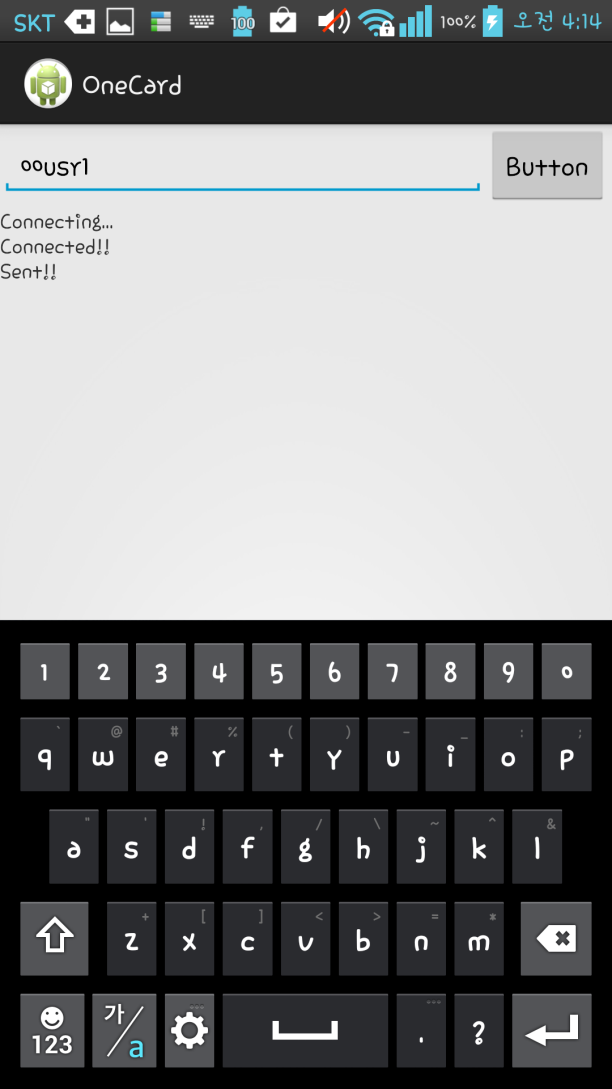 SKT 100 100% 오전 4:14
OneCard
00usr1 Button
Connecting...
Connected!!
Sent!!
1 2 3 4 5 6 7 8 9 0
` @ # % ( ) - _ : ;
q w e r t y u i o p
" ' ! , / \ ~ ^ &
a s d f g h j k l
+ [ ] < > = *
z x c v b n m
123 가/a ... . ... ?